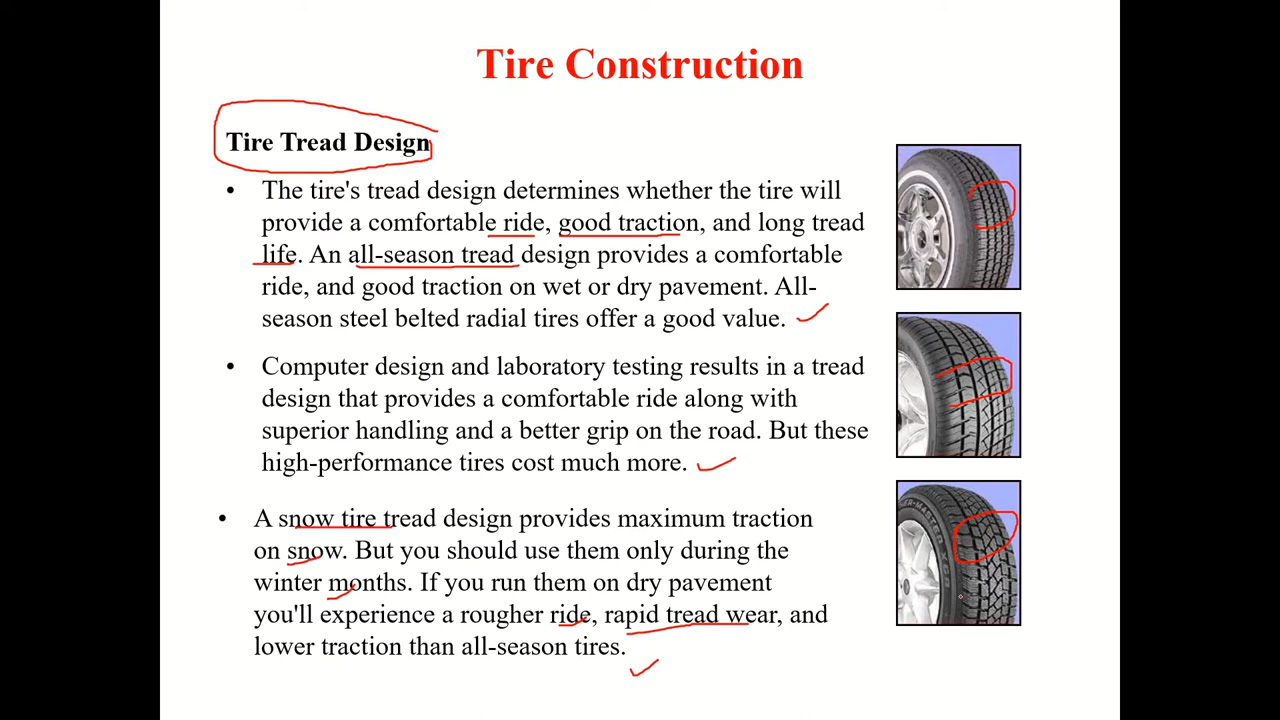 Tire Construction
Tire Tread Design
• The tire's tread design determines whether the tire will
provide a comfortable ride, good traction, and long tread
life. An all-season tread design provides a comfortable
ride, and good traction on wet or dry pavement. All-
season steel belted radial tires offer a good value.
• Computer design and laboratory testing results in a tread
design that provides a comfortable ride along with
superior handling and a better grip on the road. But these
high-performance tires cost much more.
• A snow tire tread design provides maximum traction
on snow. But you should use them only during the
winter months. If you run them on dry pavement
you'll experience a rougher ride, rapid tread wear, and
lower traction than all-season tires.